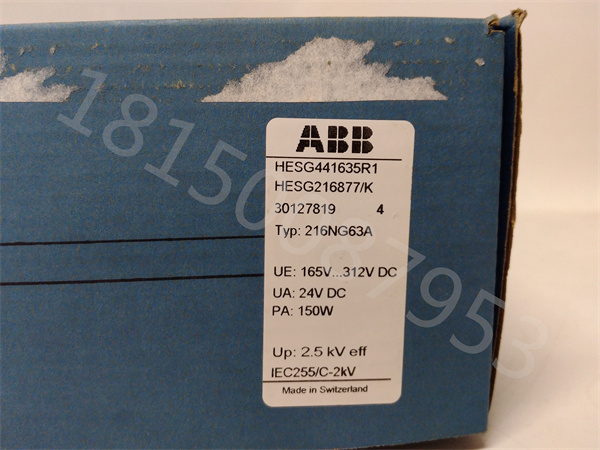 ABB
HESG441635R1
HESG216877/K
30127819 4
Typ: 216NG63A
UE: 165V...312V DC
UA: 24V DC
PA: 150W
Up: 2.5 kV eff
IEC255/C-2kV
Made in Switzerland